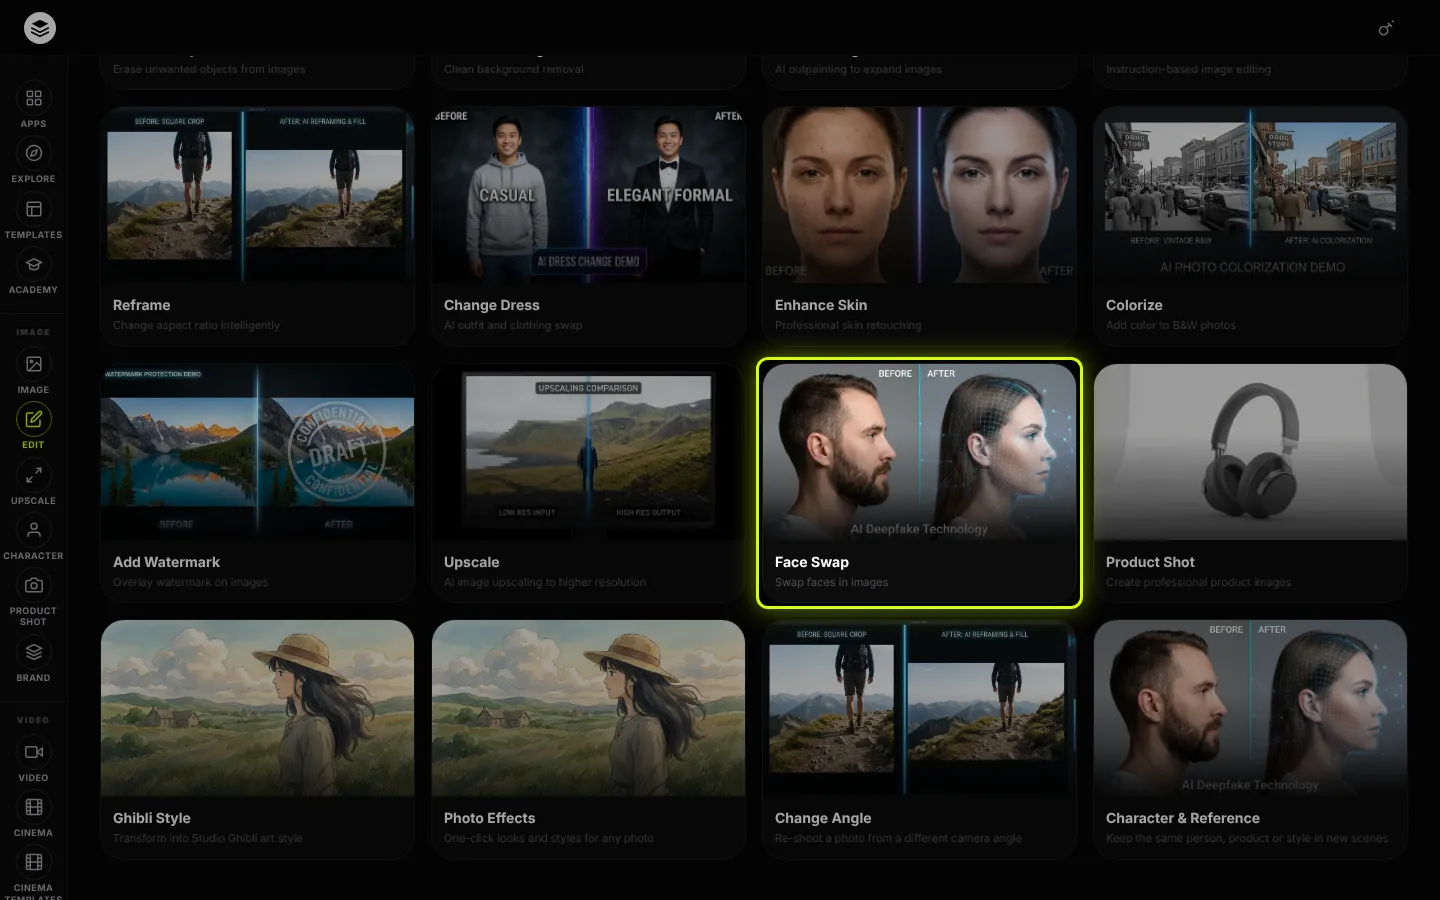 Erase unwanted objects from images
Clean background removal
AI outpainting to expand images
Instruction-based image editing
APPS
EXPLORE
TEMPLATES
ACADEMY
IMAGE
IMAGE
EDIT
UPSCALE
CHARACTER
PRODUCT
SHOT
BRAND
VIDEO
VIDEO
CINEMA
CINEMA
TEMPLATES
BEFORE: SQUARE CROP
AFTER: AI REFRAMING & FILL
Reframe
Change aspect ratio intelligently
BEFORE
AFTER
CASUAL
ELEGANT FORMAL
AI DRESS CHANGE DEMO
Change Dress
AI outfit and clothing swap
BEFORE
AFTER
Enhance Skin
Professional skin retouching
DRUG
STORE
DRUG
STORE
BEFORE: VINTAGE B&W
AFTER: AI COLORIZATION
AI PHOTO COLORIZATION DEMO
Colorize
Add color to B&W photos
WATERMARK PROTECTION DEMO
CONFIDENTIAL
DRAFT
CONFIDENTIAL
BEFORE
AFTER
Add Watermark
Overlay watermark on images
UPSCALING COMPARISON
LOW RES INPUT
HIGH RES OUTPUT
Upscale
AI image upscaling to higher resolution
BEFORE
AFTER
AI Deepfake Technology
Face Swap
Swap faces in images
Product Shot
Create professional product images
Ghibli Style
Transform into Studio Ghibli art style
Photo Effects
One-click looks and styles for any photo
BEFORE: SQUARE CROP
AFTER: AI REFRAMING & FILL
Change Angle
Re-shoot a photo from a different camera angle
BEFORE
AFTER
AI Deepfake Technology
Character & Reference
Keep the same person, product or style in new scenes